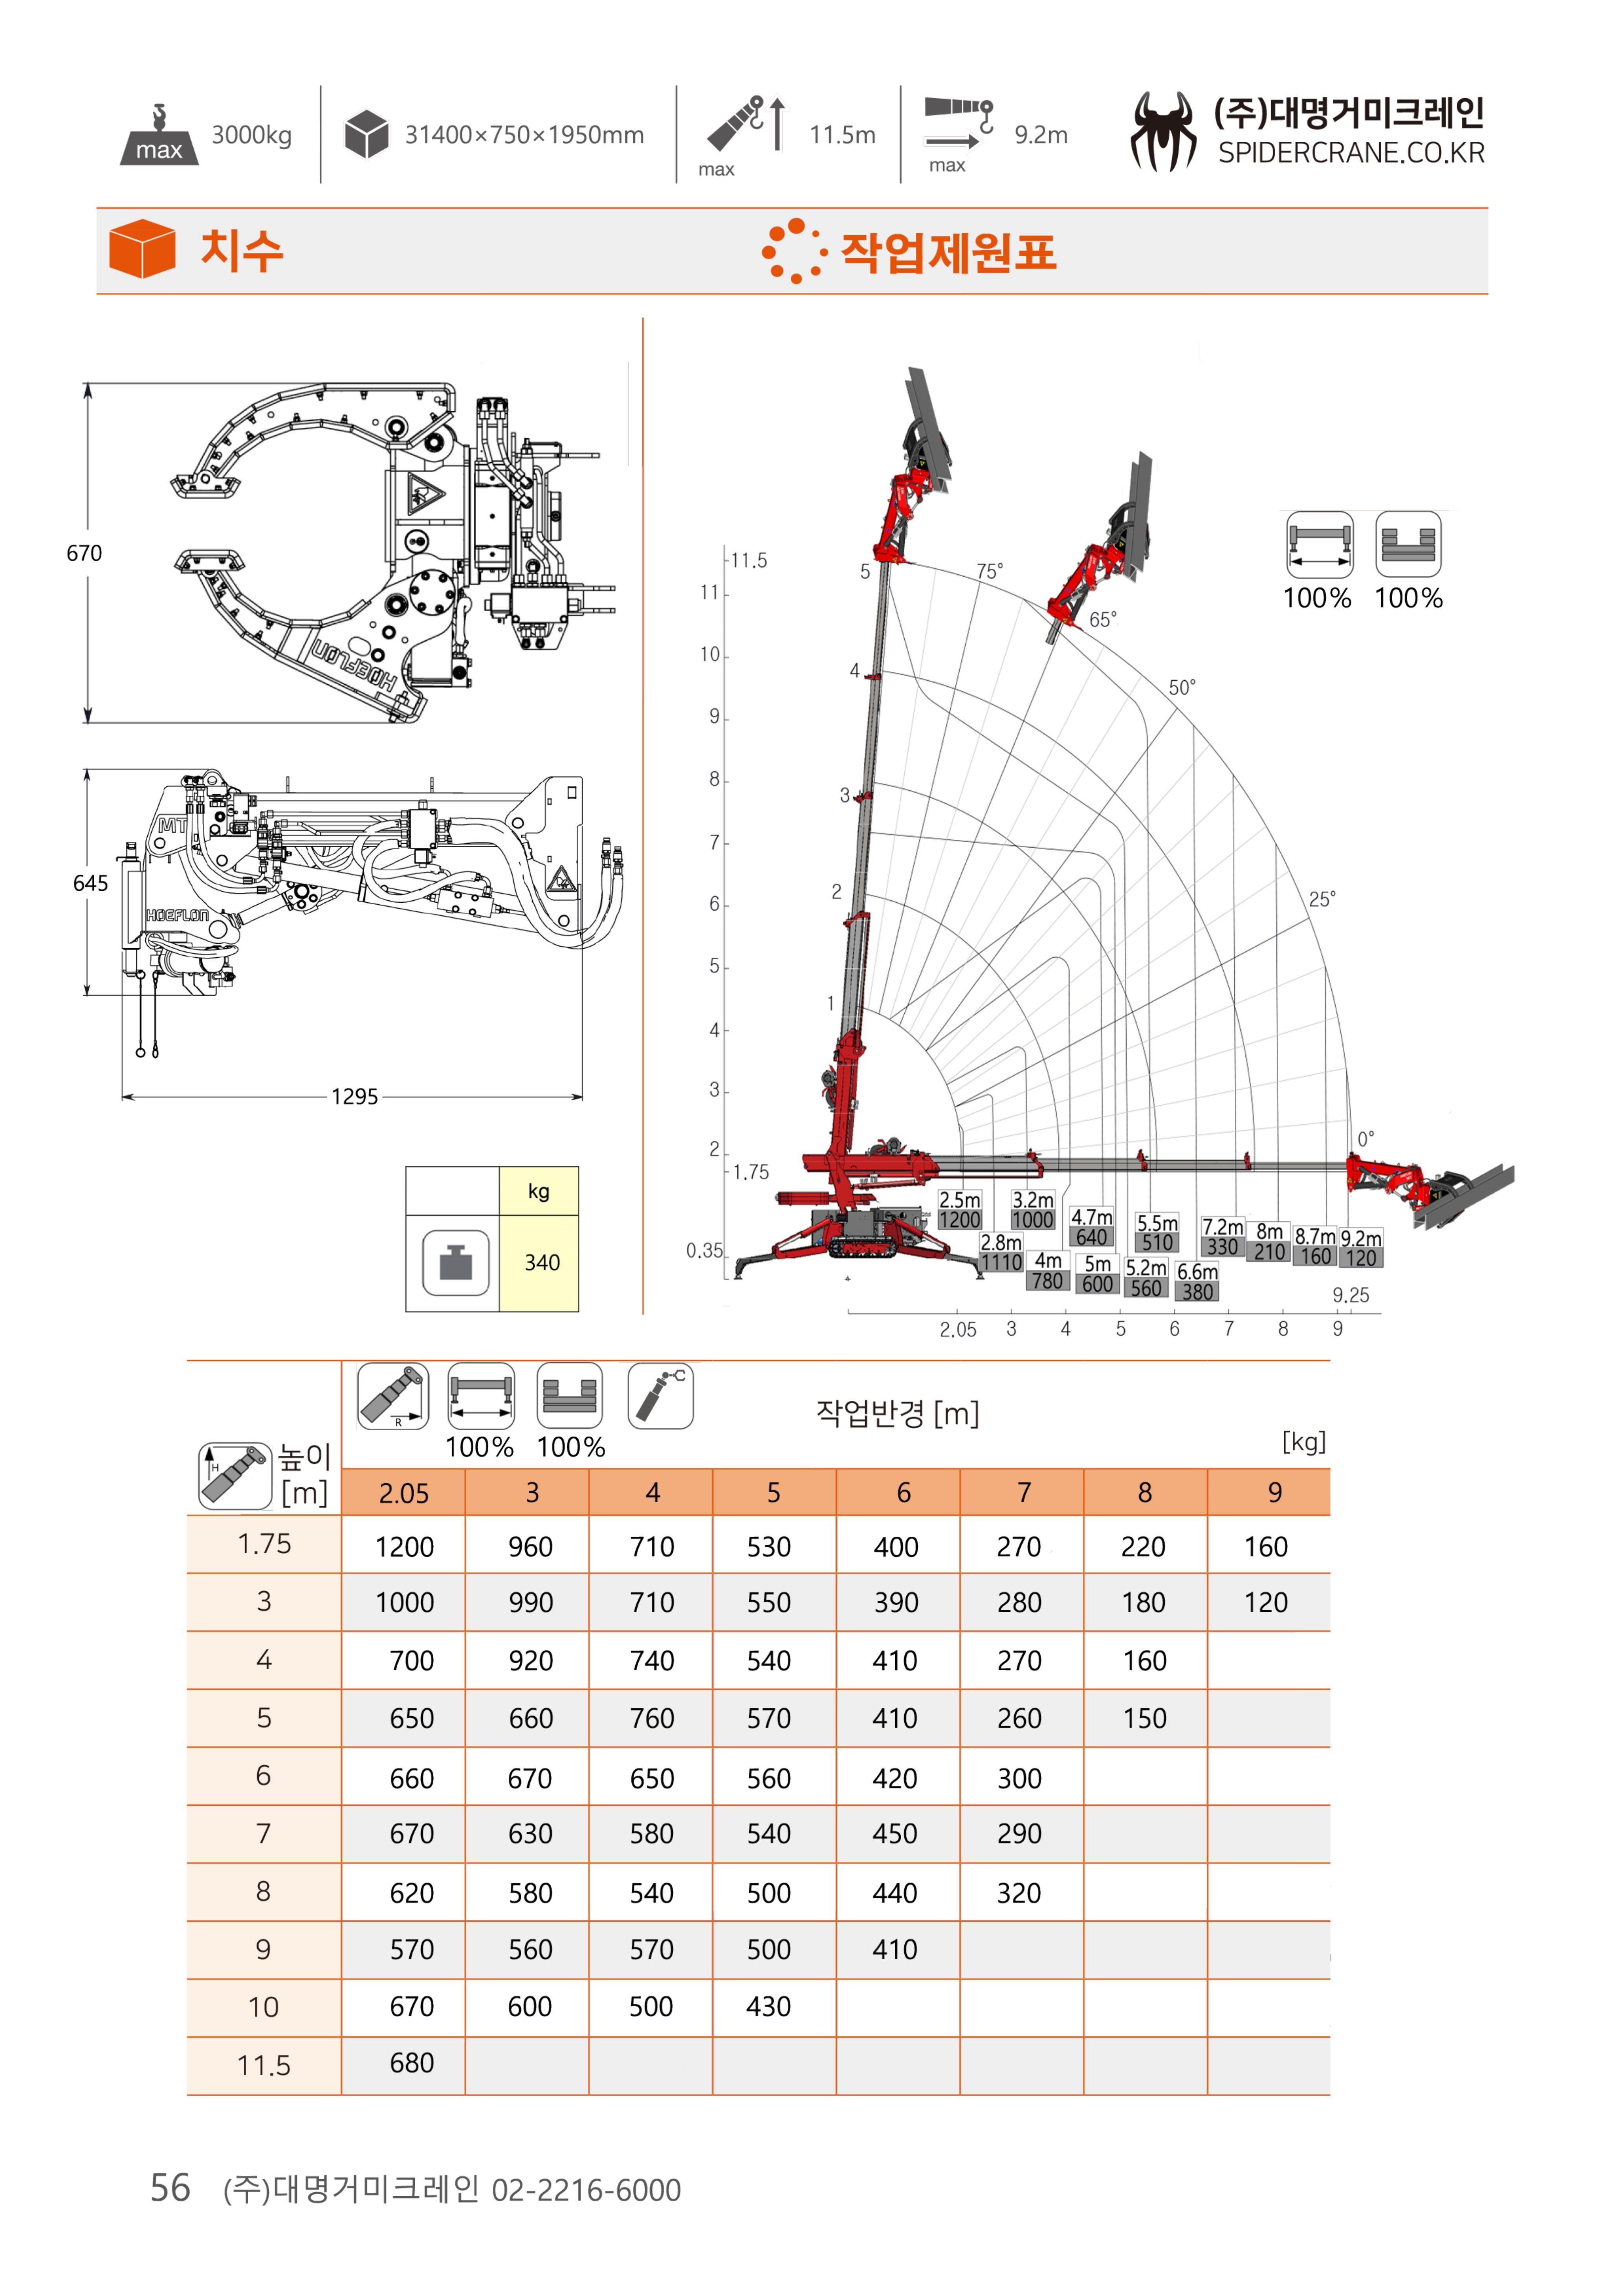 max
3000kg
31400×750×1950mm
max
11.5m
max
9.2m
(주)대명거미크레인
SPIDERCRANE.CO.KR
치수
작업제원표
670
HOEFLON
MT
645
HOEFLON
1295
kg
340
11.5
11
10
9
8
7
6
5
4
3
2
1.75
0.35
5
4
3
2
1
75°
65°
50°
25°
0°
100% 100%
2.5m
1200
2.8m
1110
3.2m
1000
4m
780
4.7m
640
5m
600
5.2m
560
5.5m
510
6.6m
380
7.2m
330
8m
210
8.7m
160
9.2m
120
9.25
2.05 3 4 5 6 7 8 9
R
100% 100%
작업반경 [m]
[kg]
H
높이
[m]
2.05 3 4 5 6 7 8 9
1.75 1200 960 710 530 400 270 220 160
3 1000 990 710 550 390 280 180 120
4 700 920 740 540 410 270 160
5 650 660 760 570 410 260 150
6 660 670 650 560 420 300
7 670 630 580 540 450 290
8 620 580 540 500 440 320
9 570 560 570 500 410
10 670 600 500 430
11.5 680
56 (주)대명거미크레인 02-2216-6000